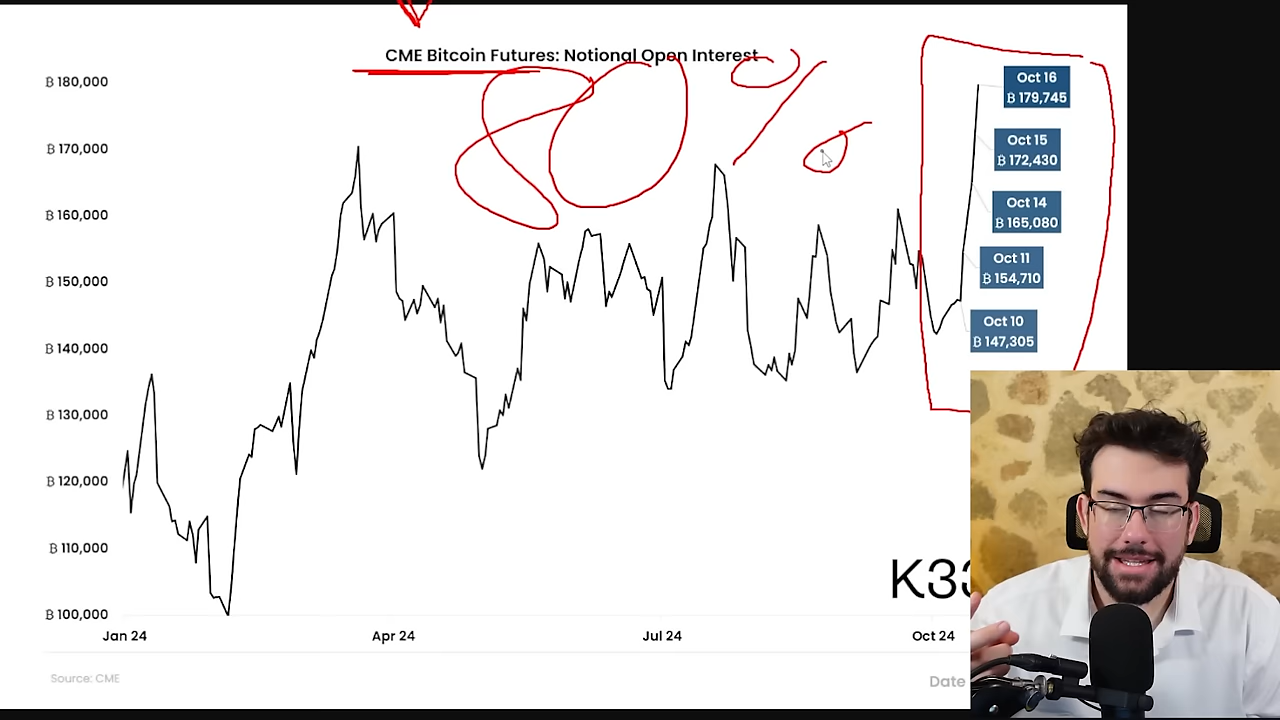 CME Bitcoin Futures: Notional Open Interest
80%
₿ 180,000
₿ 170,000
₿ 160,000
₿ 150,000
₿ 140,000
₿ 130,000
₿ 120,000
₿ 110,000
₿ 100,000
Oct 16
₿ 179,745
Oct 15
₿ 172,430
Oct 14
₿ 165,080
Oct 11
₿ 154,710
Oct 10
₿ 147,305
K33
Jan 24
Apr 24
Jul 24
Oct 24
Source: CME
Date